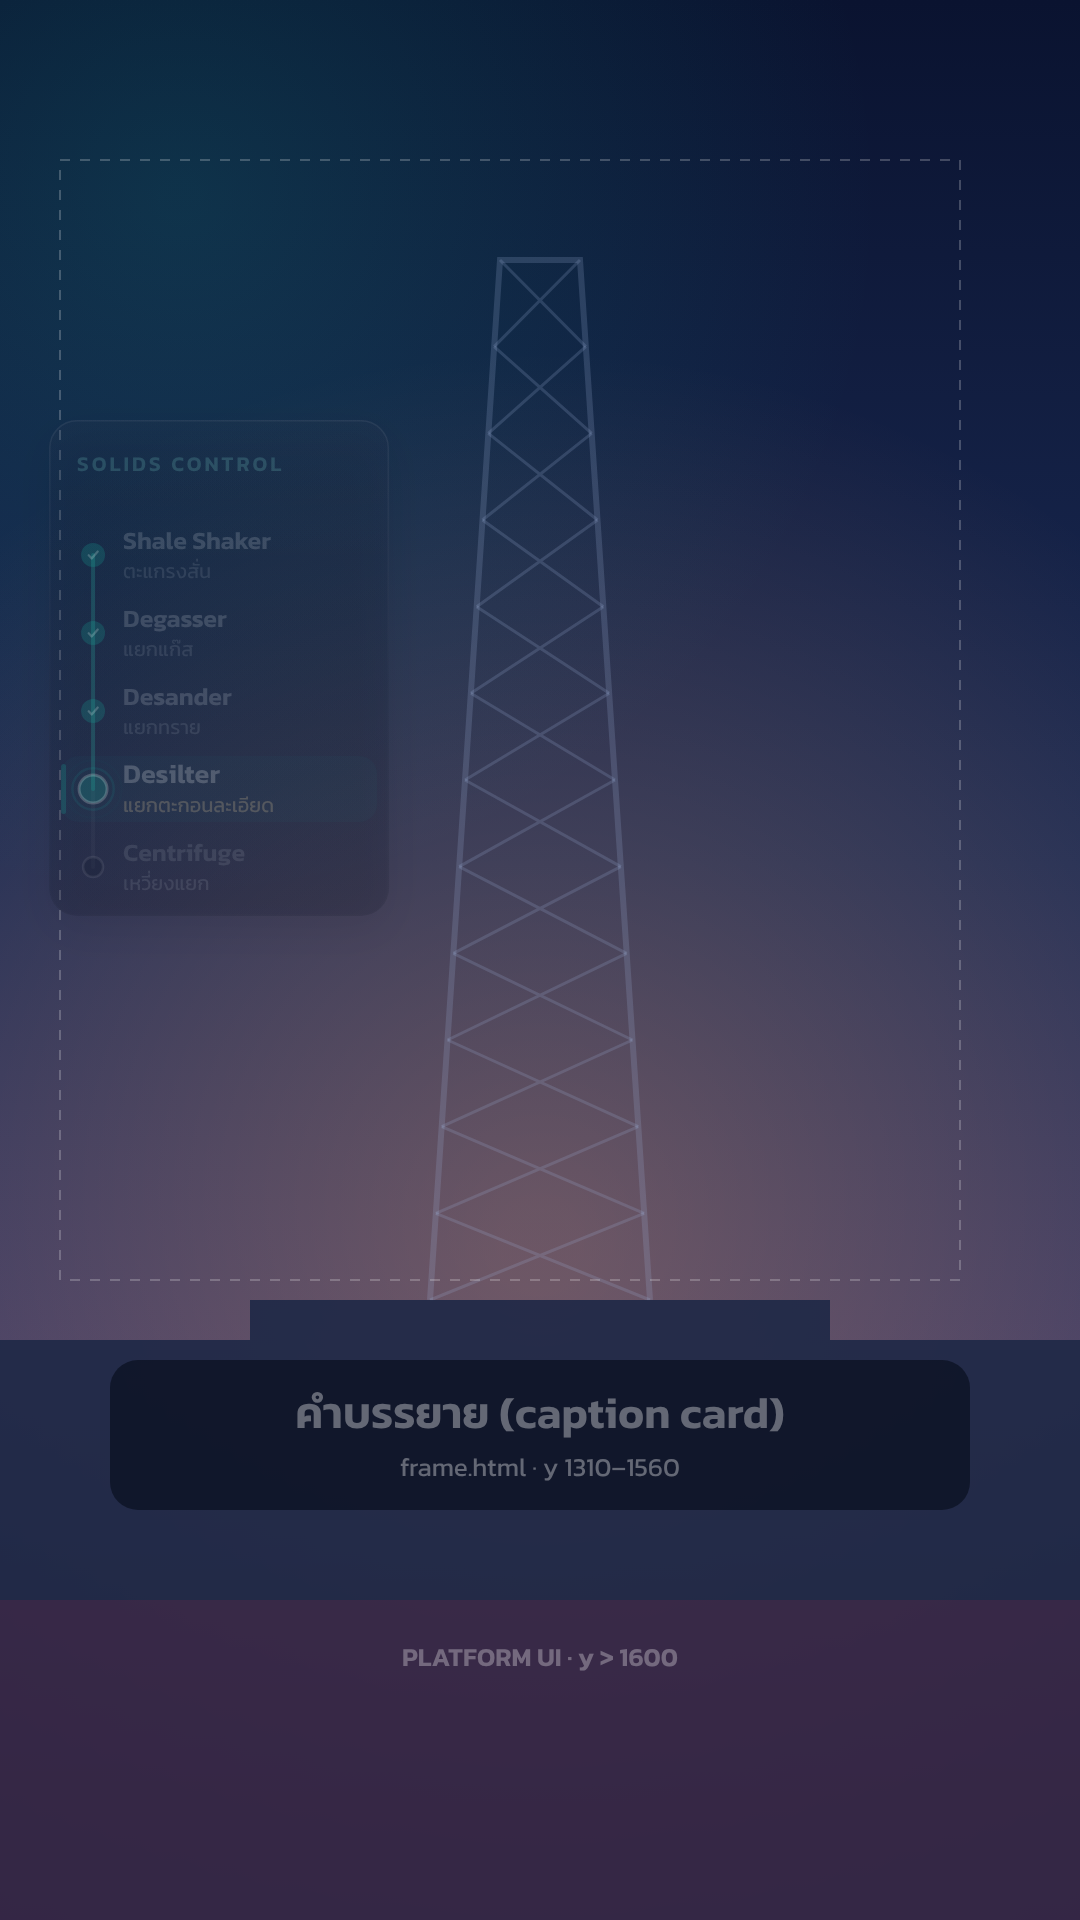 SOLIDS CONTROL
Shale Shaker
ตะแกรงสั่น
Degasser
แยกแก๊ส
Desander
แยกทราย
Desilter
แยกตะกอนละเอียด
Centrifuge
เหวี่ยงแยก
คำบรรยาย (caption card)
frame.html · y 1310–1560
PLATFORM UI · y > 1600